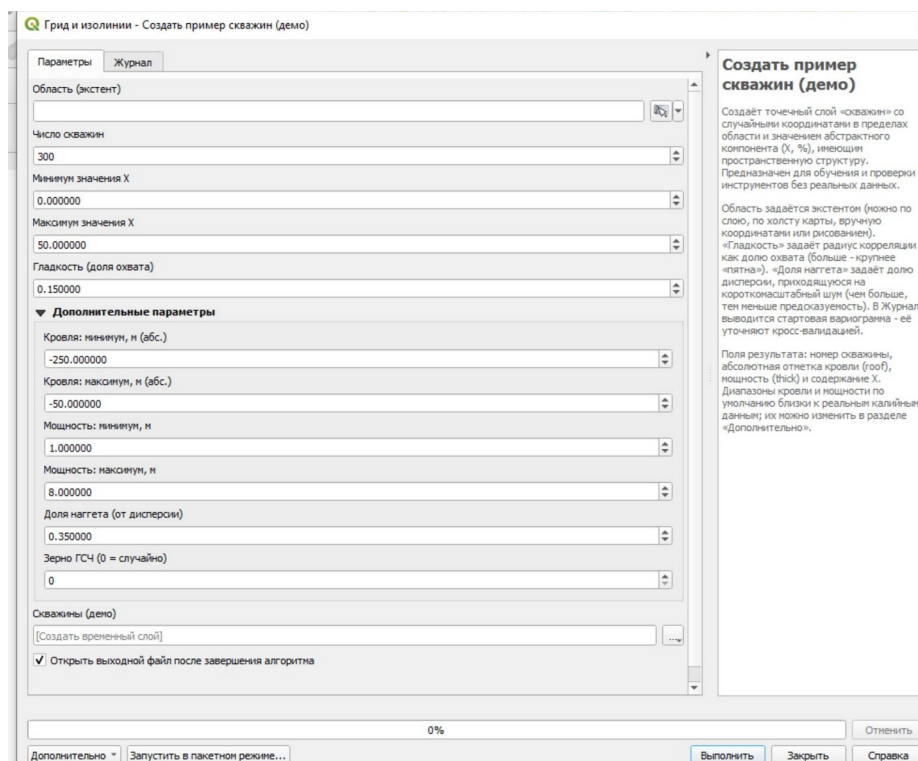 Грид и изолинии - Создать пример скважин (демо)
Параметры
Журнал
Область (экстент)
Число скважин
300
Минимум значения X
0.000000
Максимум значения X
50.000000
Гладкость (доля охвата)
0.150000
Дополнительные параметры
Кровля: минимум, м (абс.)
-250.000000
Кровля: максимум, м (абс.)
-50.000000
Мощность: минимум, м
1.000000
Мощность: максимум, м
8.000000
Доля наггета (от дисперсии)
0.350000
Зерно ГСЧ (0 = случайно)
0
Скважины (демо)
[Создать временный слой]
...
Открыть выходной файл после завершения алгоритма
Создать пример
скважин (демо)
Создаёт точечный слой «скважин» со
случайными координатами в пределах
области и значением абстрактного
компонента (X, %), имеющим
пространственную структуру.
Предназначен для обучения и проверки
инструментов без реальных данных.
Область задаётся экстентом (можно по
слою, по холсту карты, вручную
координатами или рисованием).
«Гладкость» задаёт радиус корреляции
как долю охвата (больше - крупнее
«пятна»). «Доля наггета» задаёт долю
дисперсии, приходящуюся на
короткомасштабный шум (чем больше,
тем меньше предсказуемость). В Журнал
выводится стартовая вариограмма - её
уточняют кросс-валидацией.
Поля результата: номер скважины,
абсолютная отметка кровли (roof),
мощность (thick) и содержание X.
Диапазоны кровли и мощности по
умолчанию близки к реальным калийным
данным; их можно изменить в разделе
«Дополнительно».
0%
Отменить
Дополнительно
Запустить в пакетном режиме...
Выполнить
Закрыть
Справка